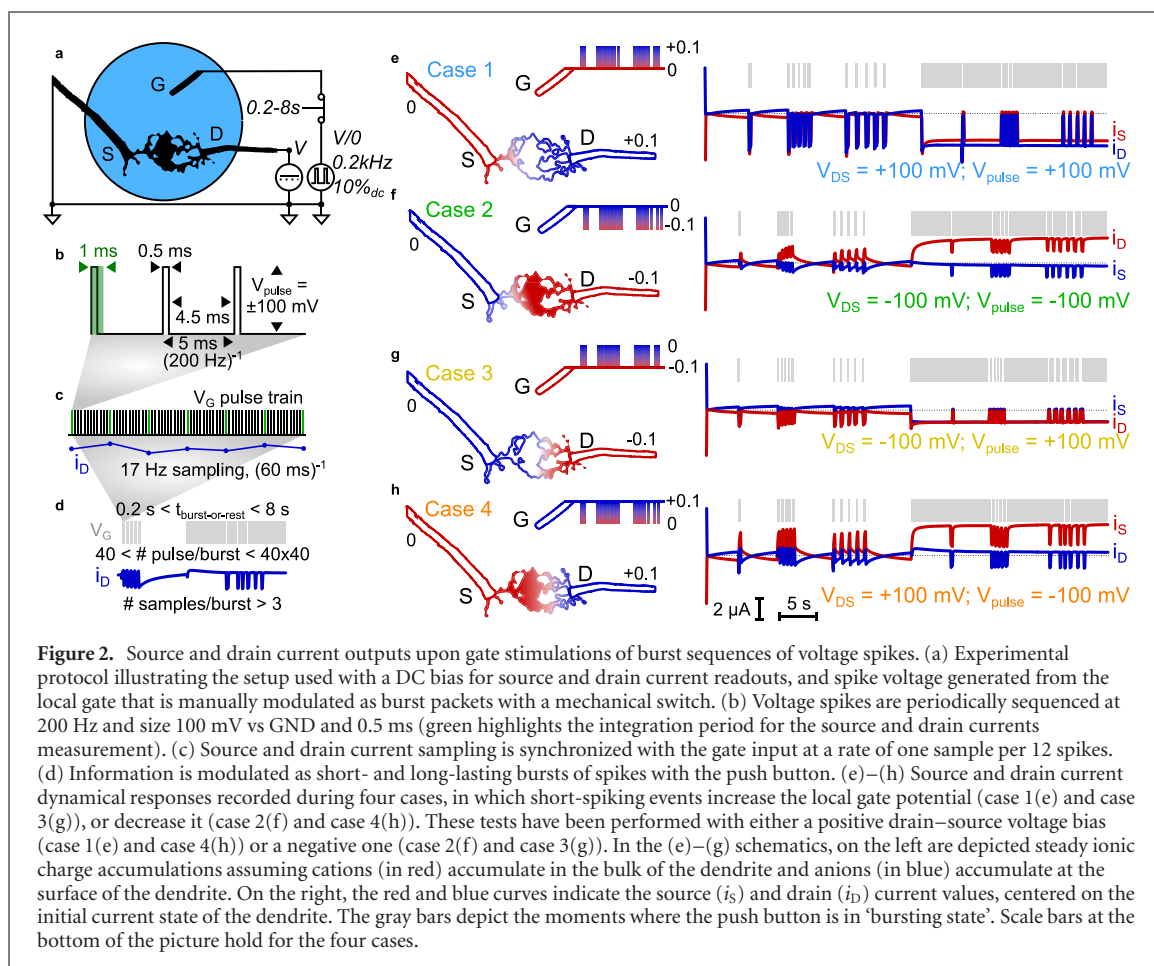 a
G
0.2-8s
S
D
V
V/0
0.2kHz
10%dc
b
1 ms
0.5 ms
Vpulse =
±100 mV
4.5 ms
5 ms
(200 Hz)-1
c
VG pulse train
iD
17 Hz sampling, (60 ms)-1
d
0.2 s < tburst-or-rest < 8 s
VG
40 < # pulse/burst < 40x40
iD
# samples/burst > 3
e
Case 1
+0.1
0
G
0
S
D
+0.1
iS
iD
VDS = +100 mV; Vpulse = +100 mV
f
Case 2
0
-0.1
G
0
S
D
-0.1
iD
iS
VDS = -100 mV; Vpulse = -100 mV
g
Case 3
0
-0.1
G
0
S
D
-0.1
iS
iD
VDS = -100 mV; Vpulse = +100 mV
h
Case 4
+0.1
0
G
0
S
D
+0.1
iS
iD
VDS = +100 mV; Vpulse = -100 mV
2 µA
5 s
Figure 2. Source and drain current outputs upon gate stimulations of burst sequences of voltage spikes. (a) Experimental
protocol illustrating the setup used with a DC bias for source and drain current readouts, and spike voltage generated from the
local gate that is manually modulated as burst packets with a mechanical switch. (b) Voltage spikes are periodically sequenced at
200 Hz and size 100 mV vs GND and 0.5 ms (green highlights the integration period for the source and drain currents
measurement). (c) Source and drain current sampling is synchronized with the gate input at a rate of one sample per 12 spikes.
(d) Information is modulated as short- and long-lasting bursts of spikes with the push button. (e)–(h) Source and drain current
dynamical responses recorded during four cases, in which short-spiking events increase the local gate potential (case 1(e) and case
3(g)), or decrease it (case 2(f) and case 4(h)). These tests have been performed with either a positive drain–source voltage bias
(case 1(e) and case 4(h)) or a negative one (case 2(f) and case 3(g)). In the (e)–(g) schematics, on the left are depicted steady ionic
charge accumulations assuming cations (in red) accumulate in the bulk of the dendrite and anions (in blue) accumulate at the
surface of the dendrite. On the right, the red and blue curves indicate the source (iS) and drain (iD) current values, centered on the
initial current state of the dendrite. The gray bars depict the moments where the push button is in ‘bursting state’. Scale bars at the
bottom of the picture hold for the four cases.